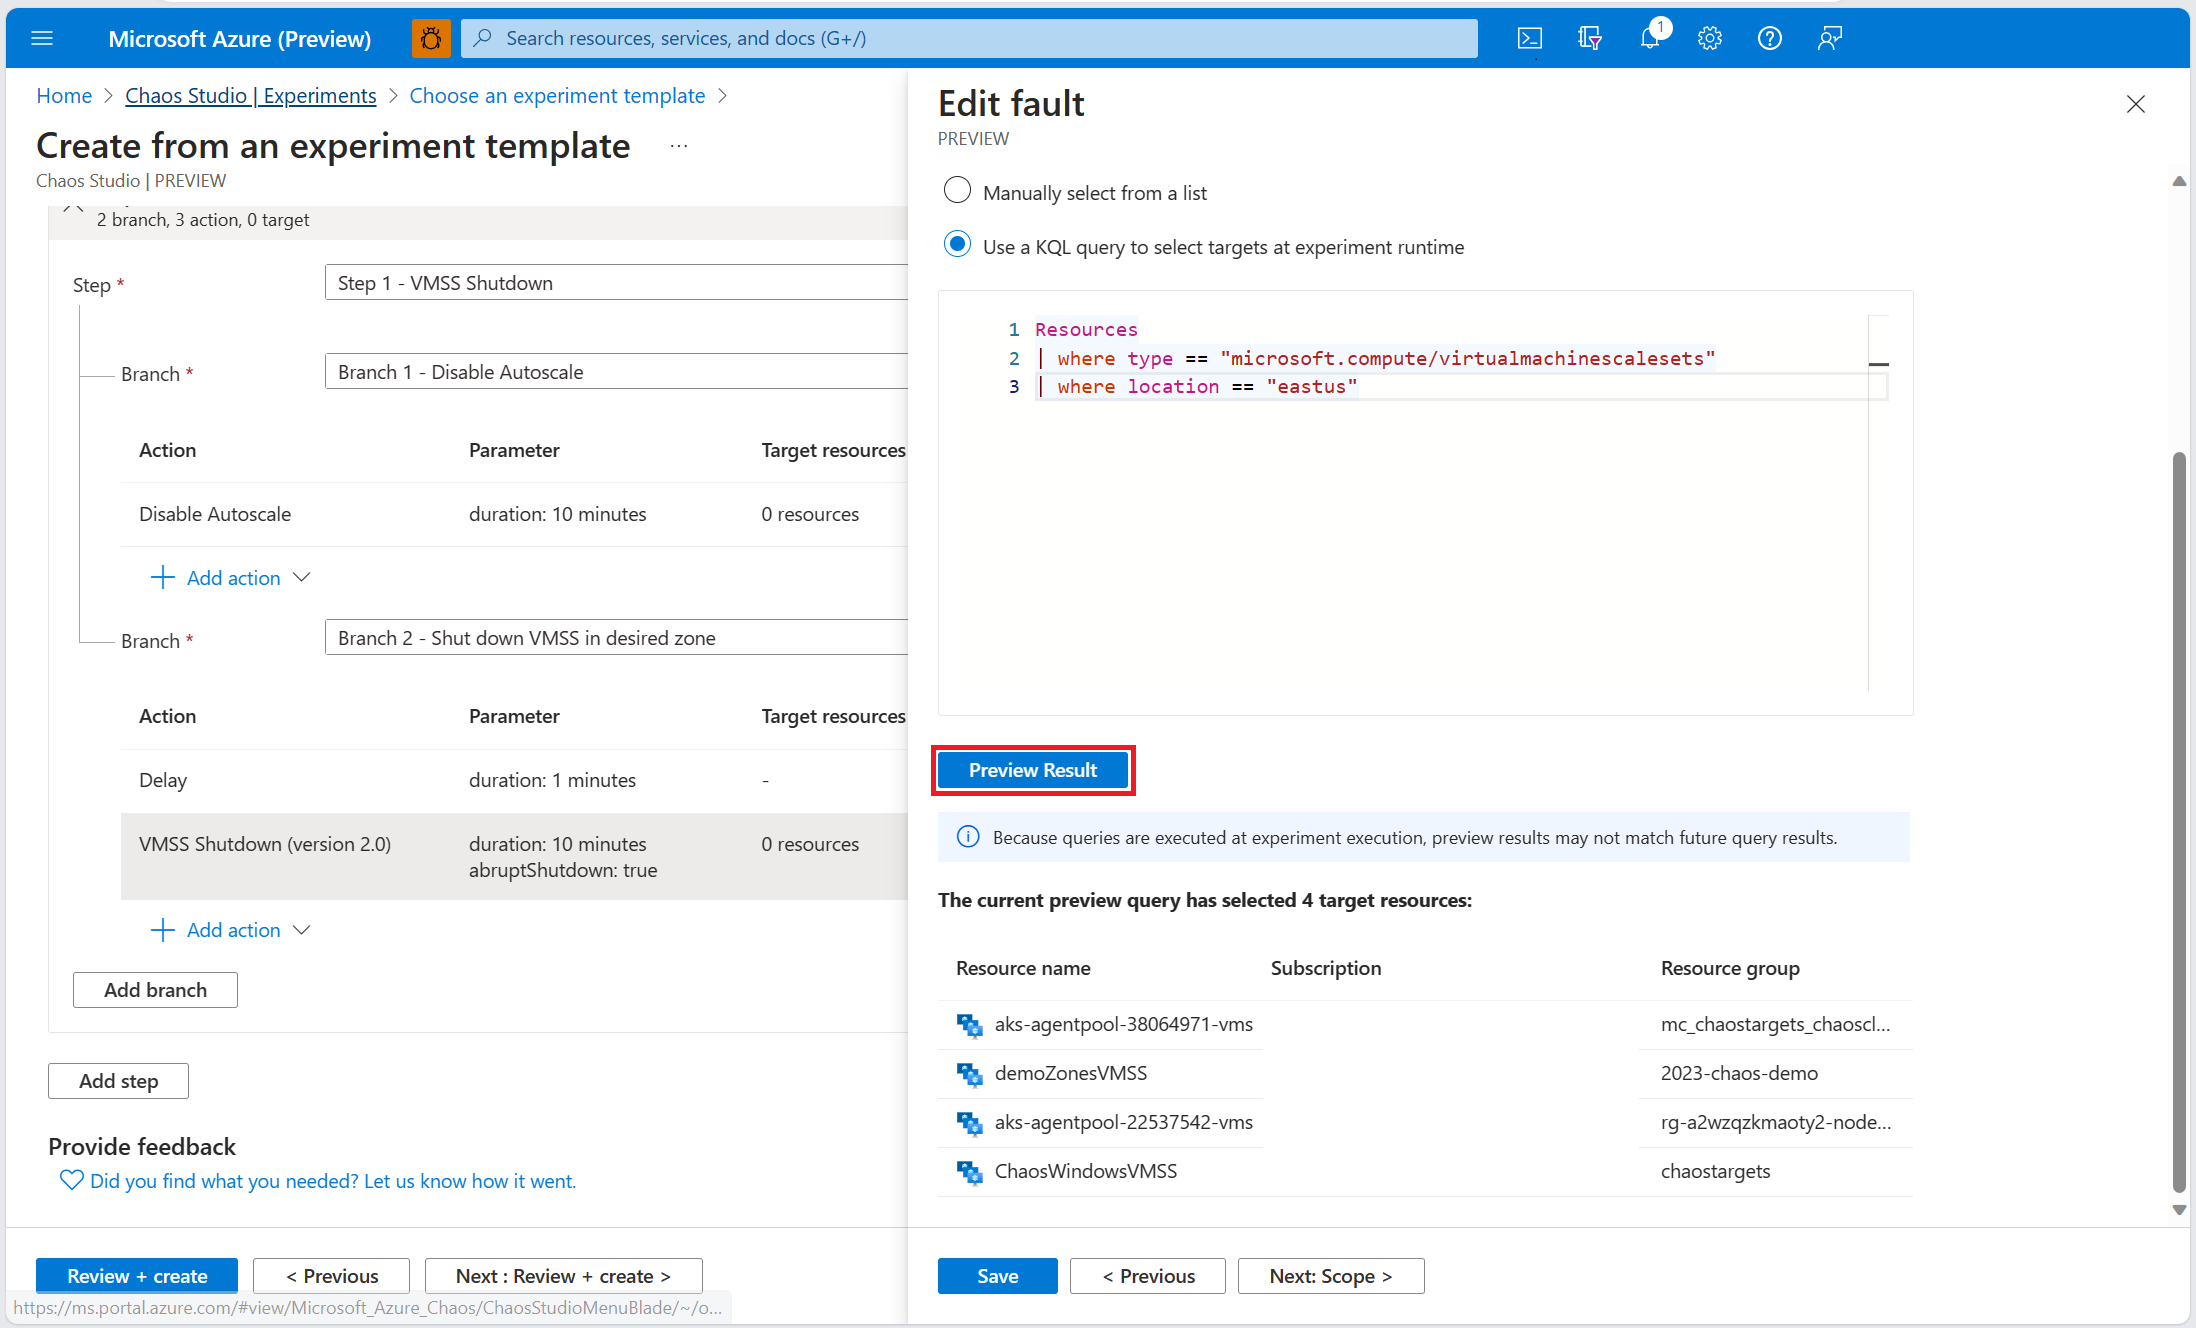 Microsoft Azure (Preview)
Search resources, services, and docs (G+/)
1
Home > Chaos Studio | Experiments > Choose an experiment template >
Create from an experiment template ...
Chaos Studio | PREVIEW
2 branch, 3 action, 0 target
Step *
Step 1 - VMSS Shutdown
Branch *
Branch 1 - Disable Autoscale
Action Parameter Target resources
Disable Autoscale duration: 10 minutes 0 resources
+ Add action
Branch *
Branch 2 - Shut down VMSS in desired zone
Action Parameter Target resources
Delay duration: 1 minutes -
VMSS Shutdown (version 2.0) duration: 10 minutes 0 resources
abruptShutdown: true
+ Add action
Add branch
Add step
Provide feedback
Did you find what you needed? Let us know how it went.
Review + create
< Previous
Next : Review + create >
https://ms.portal.azure.com/#view/Microsoft_Azure_Chaos/ChaosStudioMenuBlade/~/o...
Edit fault
PREVIEW
Manually select from a list
Use a KQL query to select targets at experiment runtime
1 Resources
2 | where type == "microsoft.compute/virtualmachinescalesets"
3 | where location == "eastus"
Preview Result
Because queries are executed at experiment execution, preview results may not match future query results.
The current preview query has selected 4 target resources:
Resource name Subscription Resource group
aks-agentpool-38064971-vms mc_chaostargets_chaoscl...
demoZonesVMSS 2023-chaos-demo
aks-agentpool-22537542-vms rg-a2wzqzkmaoty2-node...
ChaosWindowsVMSS chaostargets
Save
< Previous
Next: Scope >